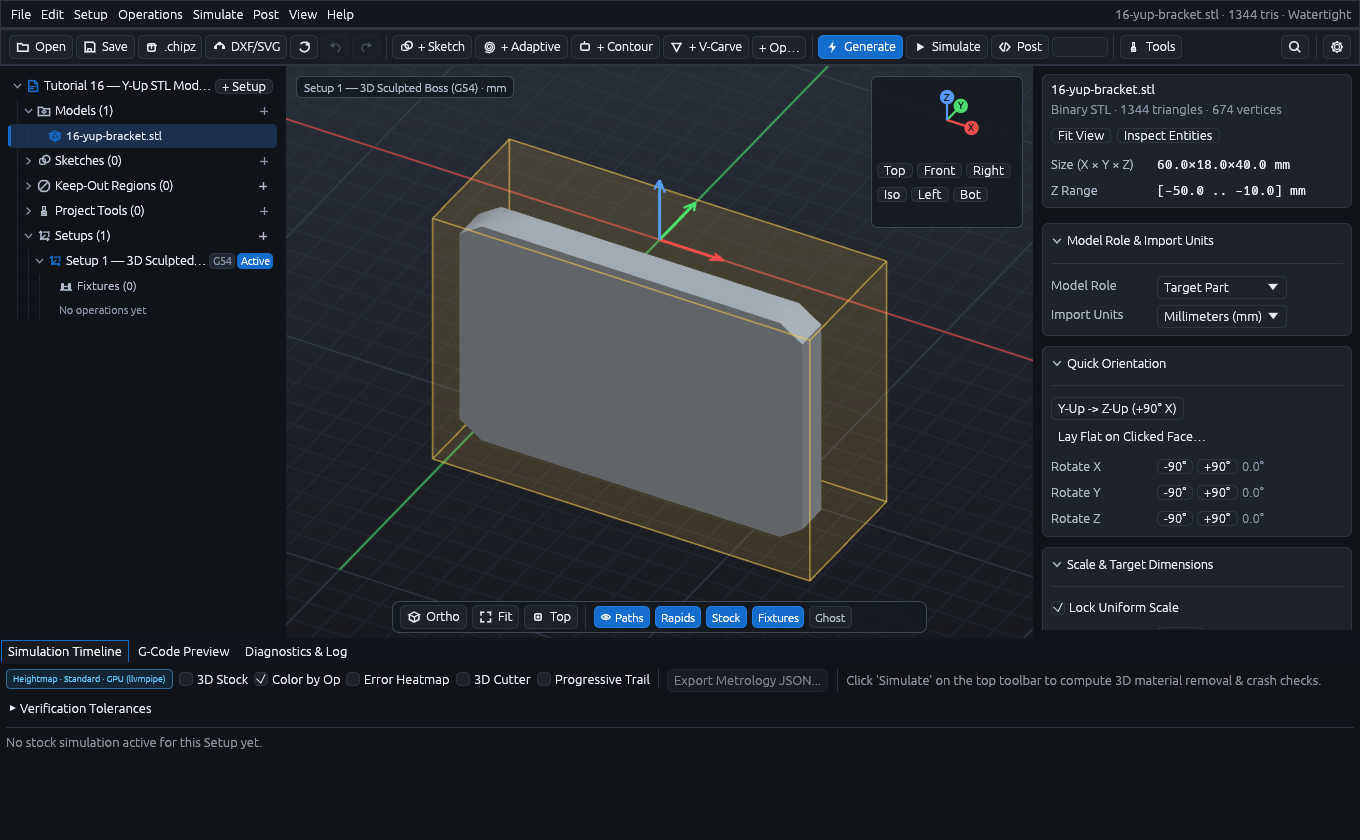 File Edit Setup Operations Simulate Post View Help
16-yup-bracket.stl · 1344 tris · Watertight
Open Save .chipz DXF/SVG + Sketch + Adaptive + Contour + V-Carve + Op… Generate Simulate Post Tools
Tutorial 16 — Y-Up STL Mod… + Setup
Models (1) +
16-yup-bracket.stl
Sketches (0) +
Keep-Out Regions (0) +
Project Tools (0) +
Setups (1) +
Setup 1 — 3D Sculpted… G54 Active
Fixtures (0)
No operations yet
Setup 1 — 3D Sculpted Boss (G54) · mm
Z
Y
X
Top Front Right
Iso Left Bot
Ortho Fit Top Paths Rapids Stock Fixtures Ghost
16-yup-bracket.stl
Binary STL · 1344 triangles · 674 vertices
Fit View Inspect Entities
Size (X × Y × Z) 60.0×18.0×40.0 mm
Z Range [-50.0 .. -10.0] mm
Model Role & Import Units
Model Role Target Part
Import Units Millimeters (mm)
Quick Orientation
Y-Up -> Z-Up (+90° X)
Lay Flat on Clicked Face…
Rotate X -90° +90° 0.0°
Rotate Y -90° +90° 0.0°
Rotate Z -90° +90° 0.0°
Scale & Target Dimensions
Lock Uniform Scale
Simulation Timeline G-Code Preview Diagnostics & Log
Heightmap · Standard · GPU (llvmpipe) 3D Stock Color by Op Error Heatmap 3D Cutter Progressive Trail Export Metrology JSON… Click 'Simulate' on the top toolbar to compute 3D material removal & crash checks.
Verification Tolerances
No stock simulation active for this Setup yet.